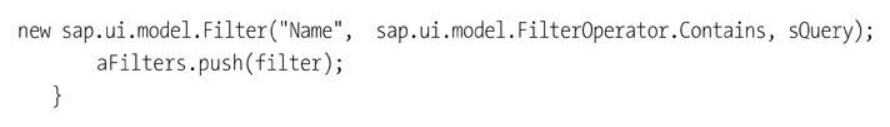 new sap.ui.model.Filter("Name",  sap.ui.model.FilterOperator.Contains, sQuery);
aFilters.push(filter);
}